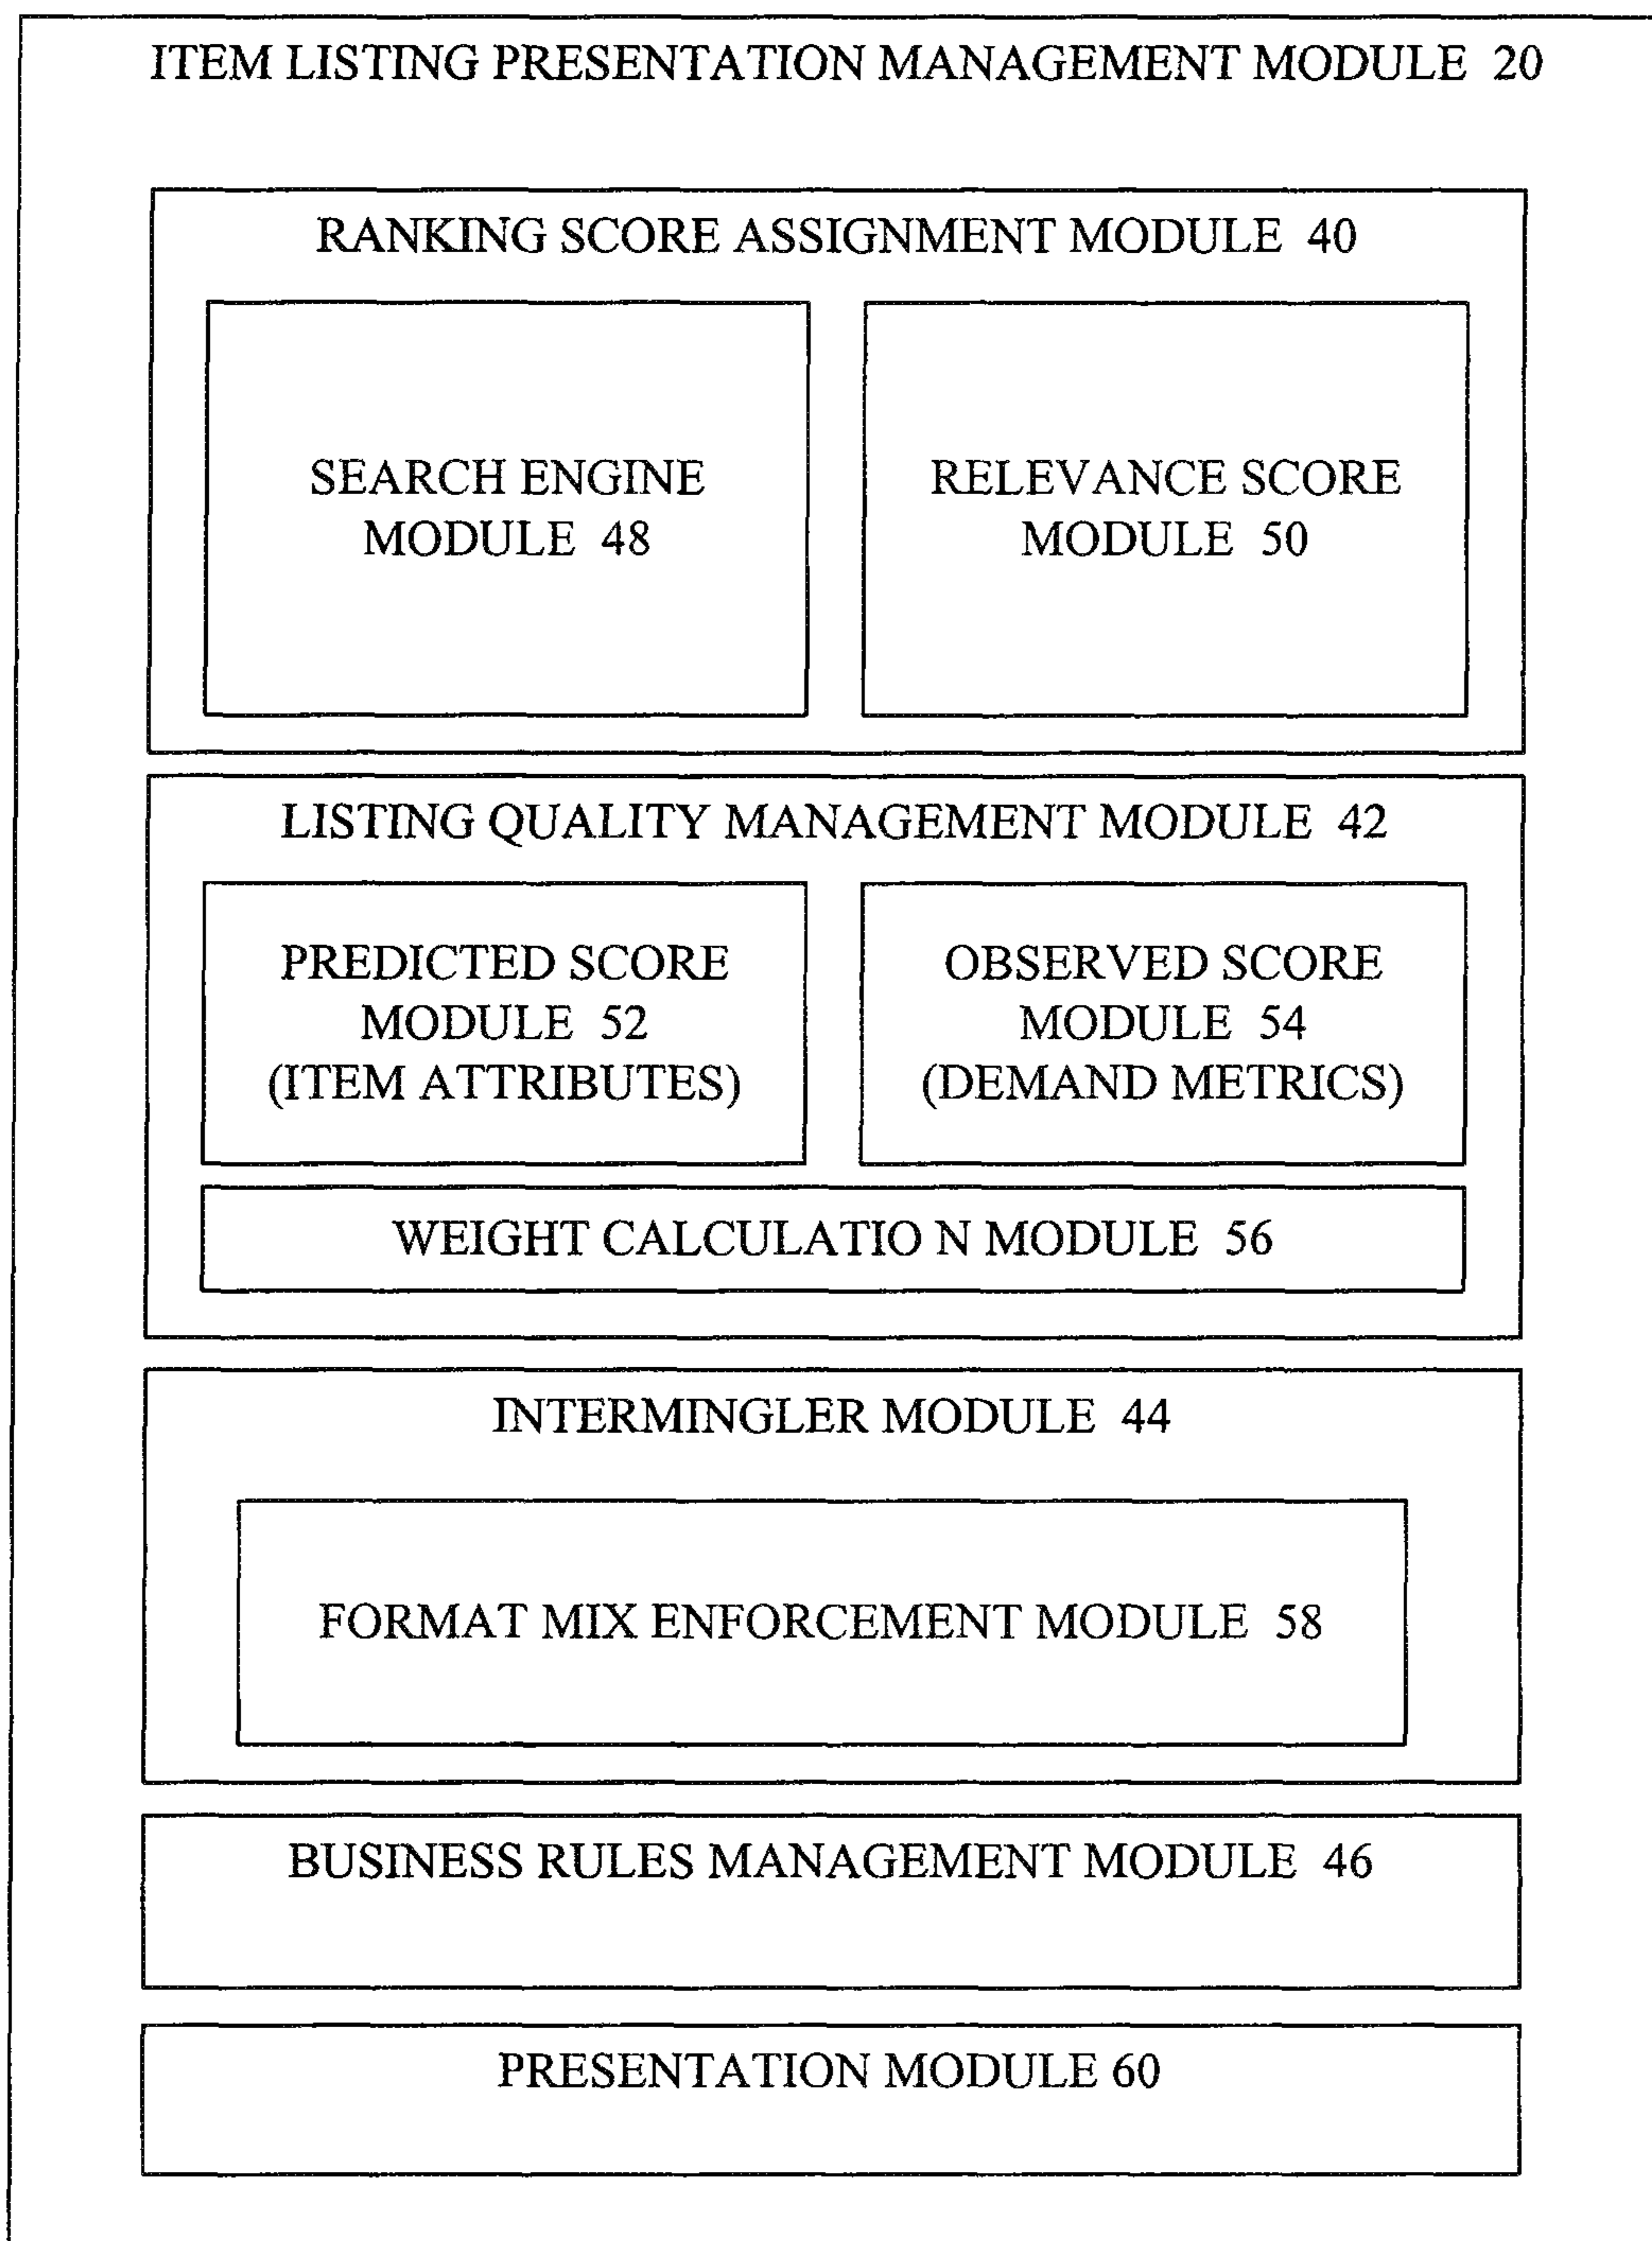 ITEM LISTING PRESENTATION MANAGEMENT MODULE 20
RANKING SCORE ASSIGNMENT MODULE 40
SEARCH ENGINE
MODULE 48
RELEVANCE SCORE
MODULE 50
LISTING QUALITY MANAGEMENT MODULE 42
PREDICTED SCORE
MODULE 52
(ITEM ATTRIBUTES)
OBSERVED SCORE
MODULE 54
(DEMAND METRICS)
WEIGHT CALCULATIO N MODULE 56
INTERMINGLER MODULE 44
FORMAT MIX ENFORCEMENT MODULE 58
BUSINESS RULES MANAGEMENT MODULE 46
PRESENTATION MODULE 60